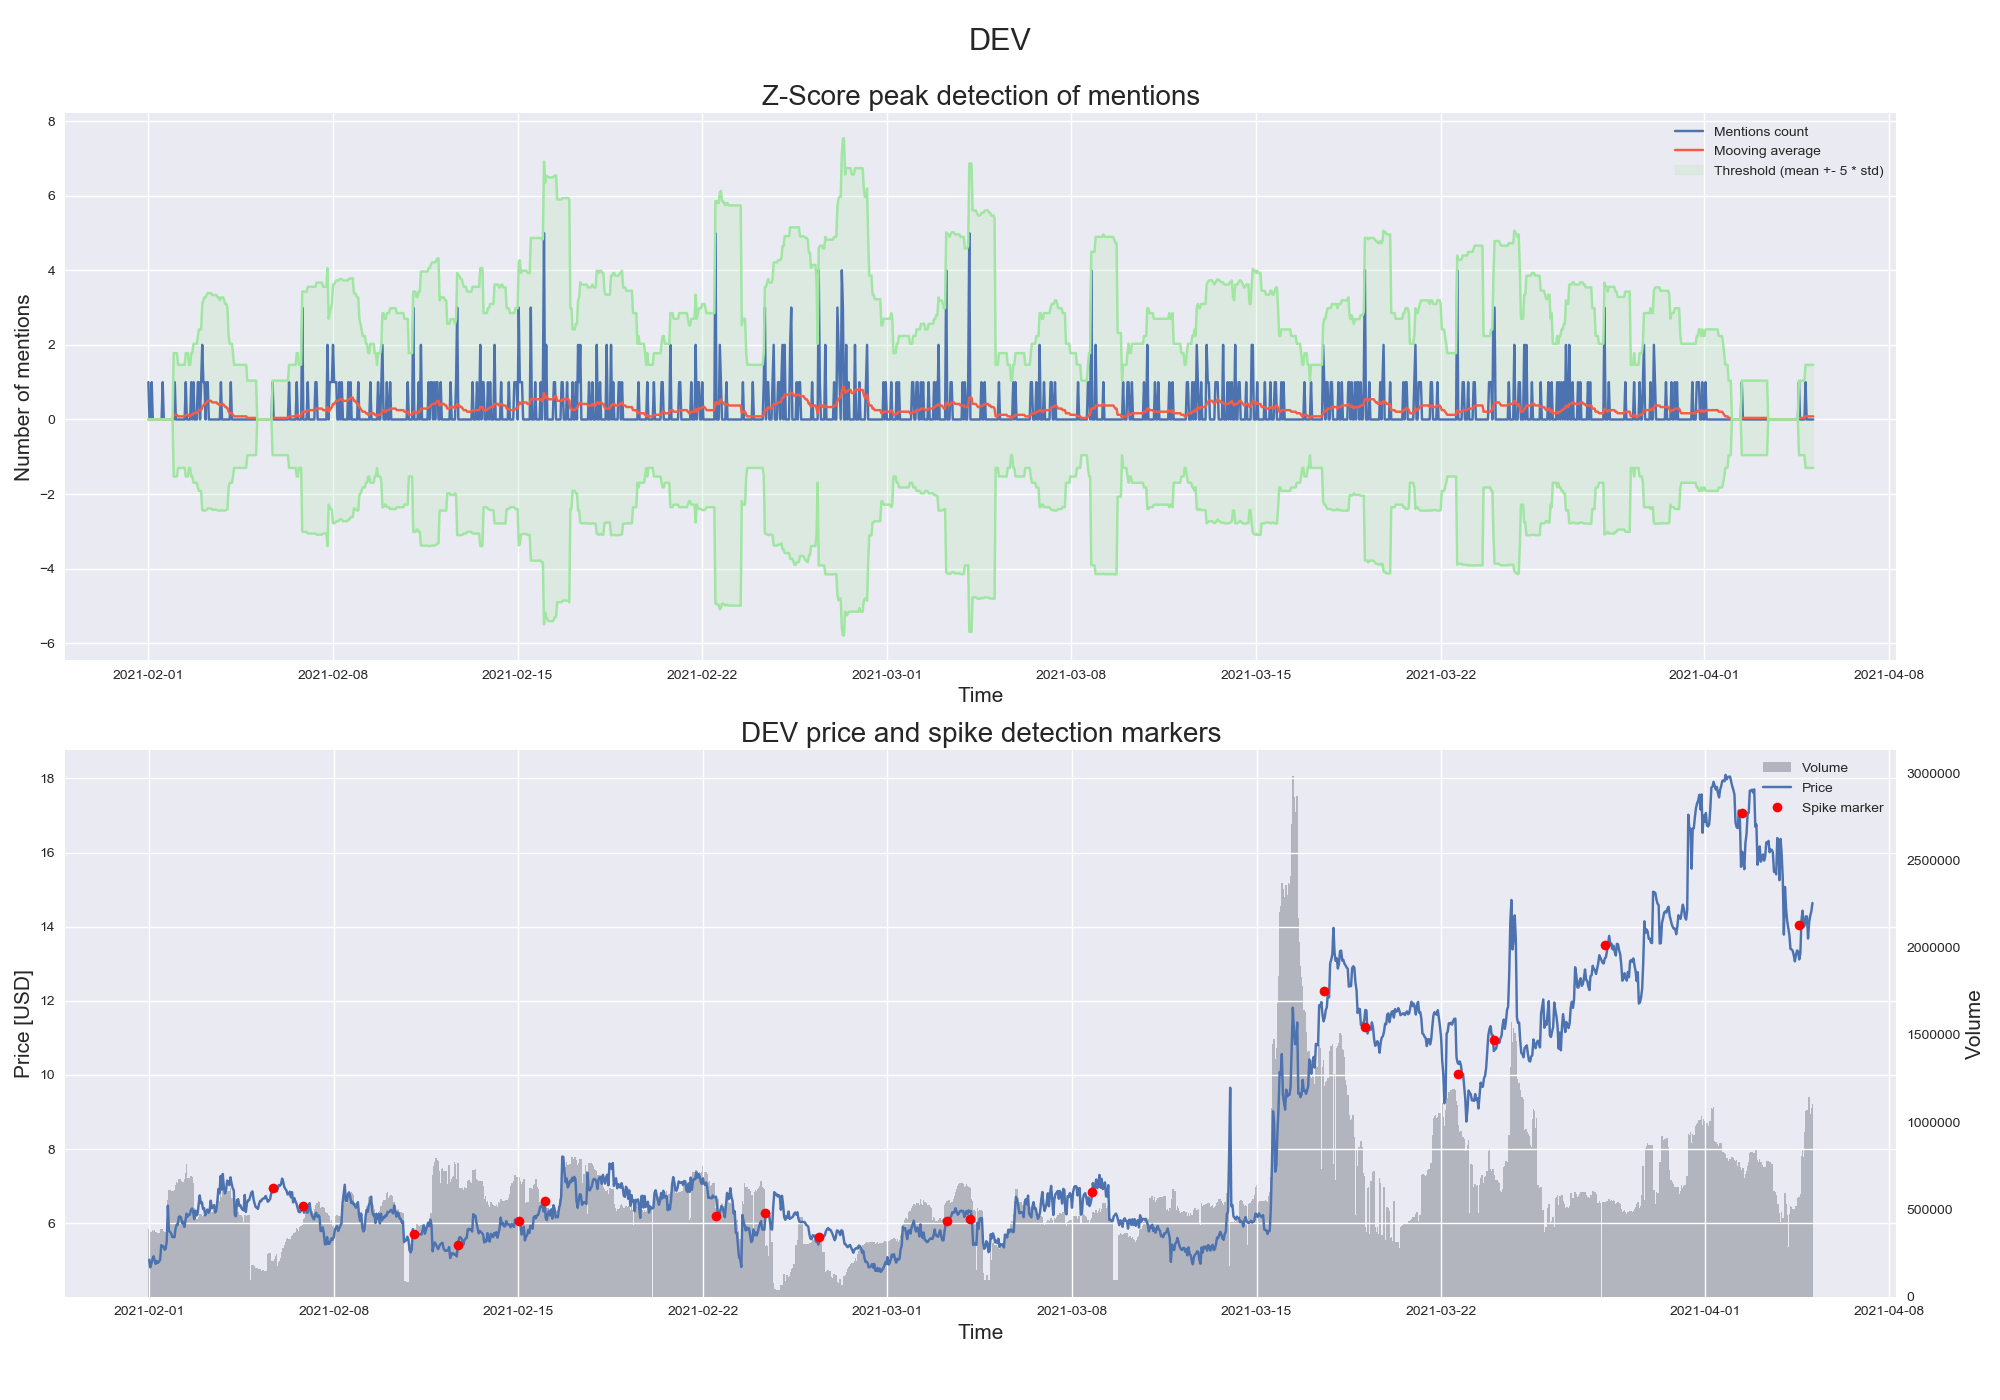 DEV
Z-Score peak detection of mentions
8
6
4
2
0
−2
−4
−6
Number of mentions
Mentions count
Mooving average
Threshold (mean +- 5 * std)
2021-02-01 2021-02-08 2021-02-15 2021-02-22 2021-03-01 2021-03-08 2021-03-15 2021-03-22 2021-04-01 2021-04-08
Time
DEV price and spike detection markers
18
16
14
12
10
8
6
Price [USD]
Volume
Price
Spike marker
3000000
2500000
2000000
1500000
1000000
500000
0
Volume
2021-02-01 2021-02-08 2021-02-15 2021-02-22 2021-03-01 2021-03-08 2021-03-15 2021-03-22 2021-04-01 2021-04-08
Time